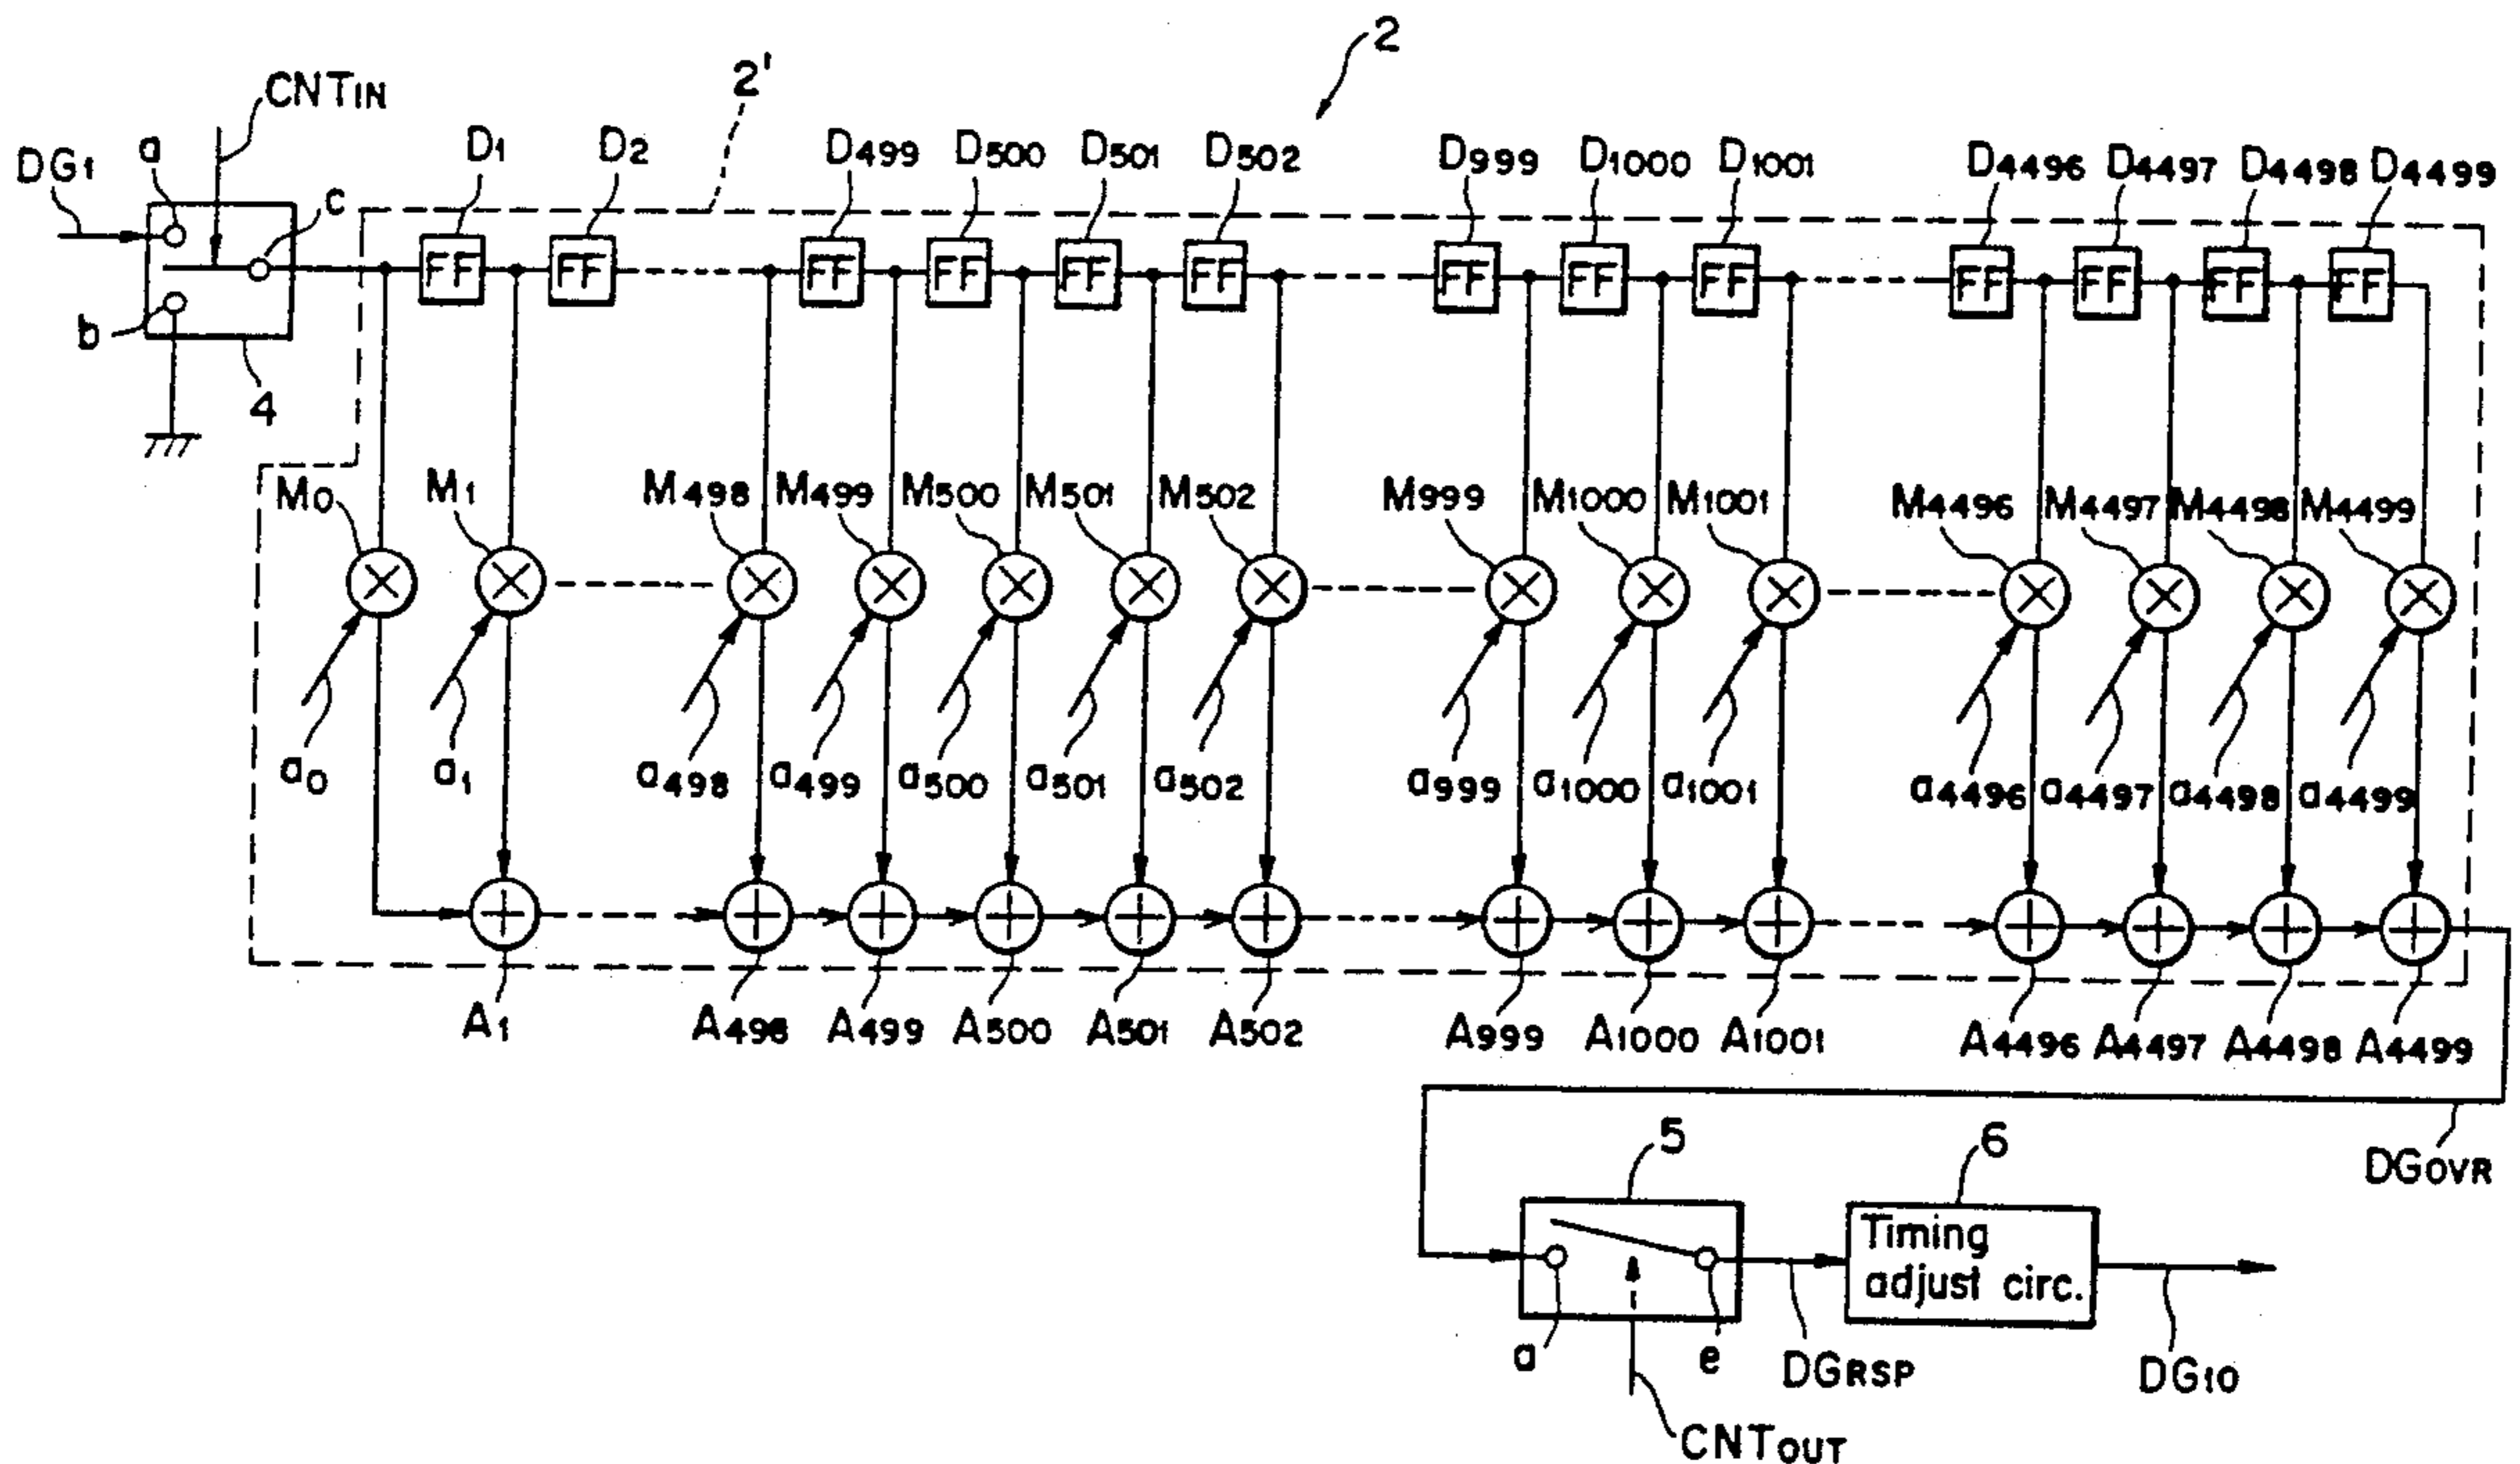 2
CNTIN
2'
DG1
a
c
b
4
D1 D2 D499 D500 D501 D502 D999 D1000 D1001 D4496 D4497 D4498 D4499
FF FF FF FF FF FF FF FF FF FF FF FF FF
M0 M1 M498 M499 M500 M501 M502 M999 M1000 M1001 M4496 M4497 M4498 M4499
a0 a1 a498 a499 a500 a501 a502 a999 a1000 a1001 a4496 a4497 a4498 a4499
A1 A498 A499 A500 A501 A502 A999 A1000 A1001 A4496 A4497 A4498 A4499
DGOVR
5
6
Timing
adjust circ.
a
e
DGRSP
DG10
CNTOUT